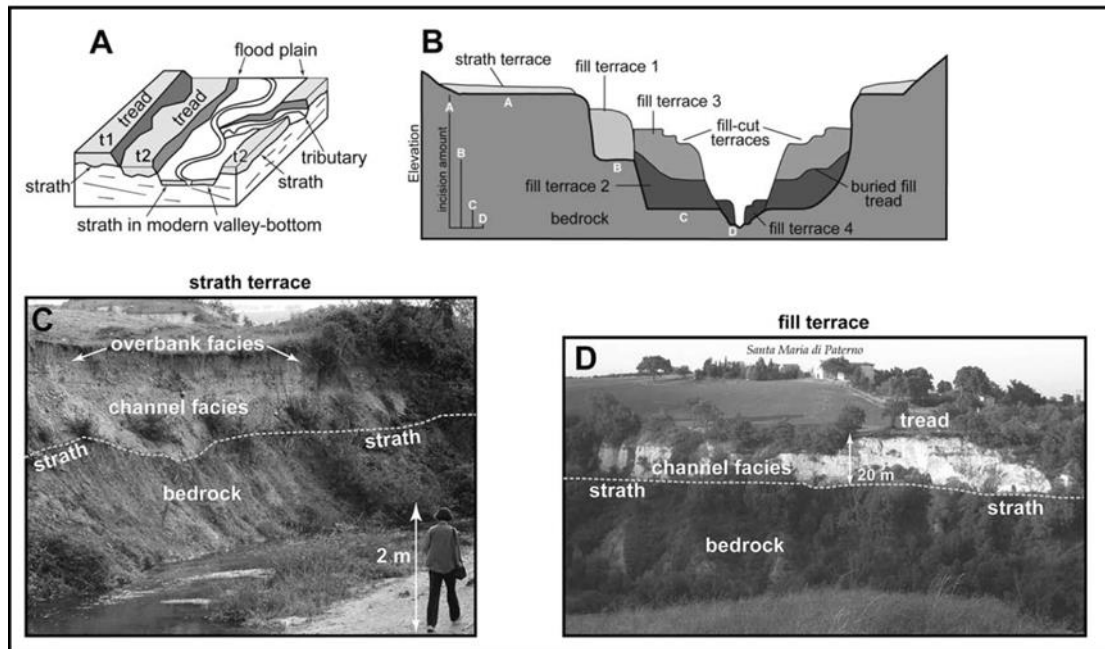 A
flood plain
tread
tread
t1
t2
t2
tributary
strath
strath
strath in modern valley-bottom
B
strath terrace
fill terrace 1
fill terrace 3
fill-cut
terraces
A
A
Elevation
incision amount
B
B
fill terrace 2
buried fill
tread
C
C
D
bedrock
D
fill terrace 4
strath terrace
C
overbank facies
channel facies
strath
strath
bedrock
2 m
fill terrace
D
Santa Maria di Paterno
tread
channel facies
20 m
strath
strath
bedrock